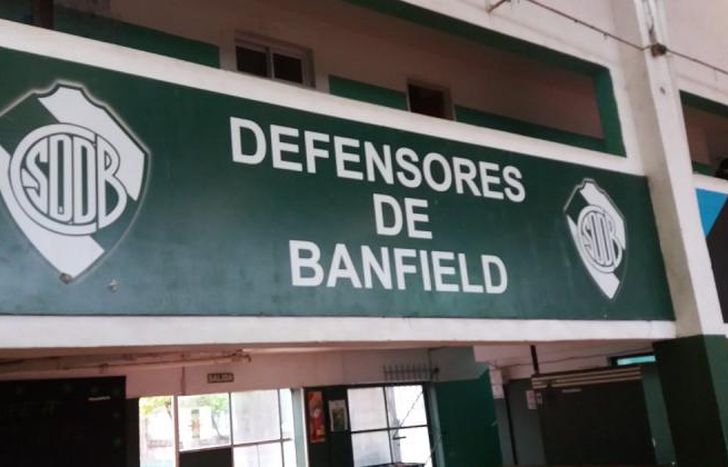 SDDB
DEFENSORES
DE
BANFIELD
SDDB
SALIDA